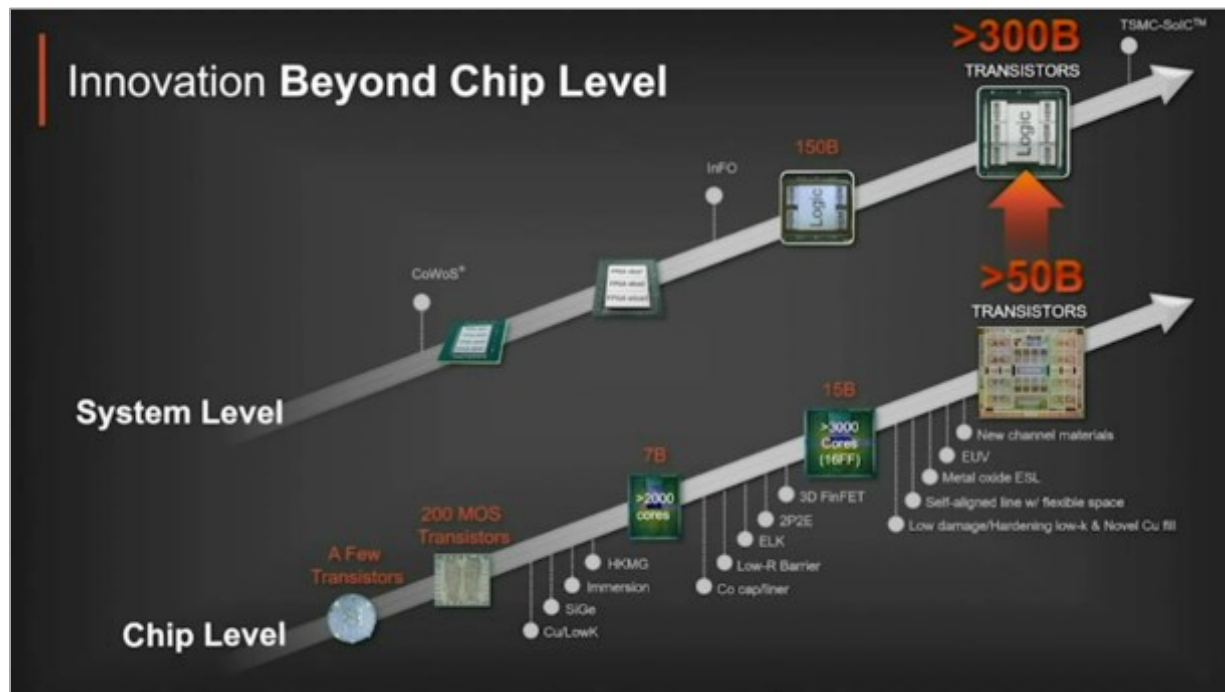 Innovation Beyond Chip Level
TSMC-SoIC™
>300B
TRANSISTORS
Logic
150B
Logic
InFO
CoWoS®
System Level
>50B
TRANSISTORS
15B
>3000
Cores
(16FF)
7B
>2000
cores
200 MOS
Transistors
A Few
Transistors
Chip Level
New channel materials
EUV
Metal oxide ESL
Self-aligned line w/ flexible space
Low damage/Hardening low-k & Novel Cu fill
3D FinFET
2P2E
ELK
Low-R Barrier
Co cap/liner
HKMG
Immersion
SiGe
Cu/LowK